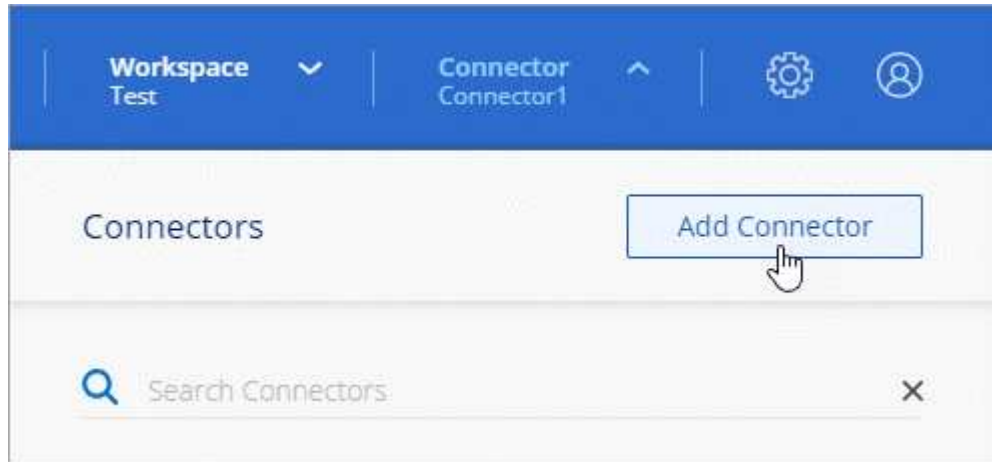 Workspace
Test
Connector
Connector1
Connectors
Add Connector
Search Connectors